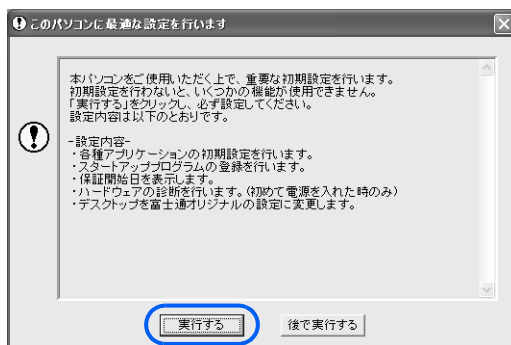 このパソコンに最適な設定を行います
本パソコンをご使用いただく上で、重要な初期設定を行います。
初期設定を行わないと、いくつかの機能が使用できません。
「実行する」をクリックし、必ず設定してください。
設定内容は以下のとおりです。
-設定内容-
・各種アプリケーションの初期設定を行います。
・スタートアッププログラムの登録を行います。
・保証開始日を表示します。
・ハードウェアの診断を行います。(初めて電源を入れた時のみ)
・デスクトップを富士通オリジナルの設定に変更します。
実行する 後で実行する